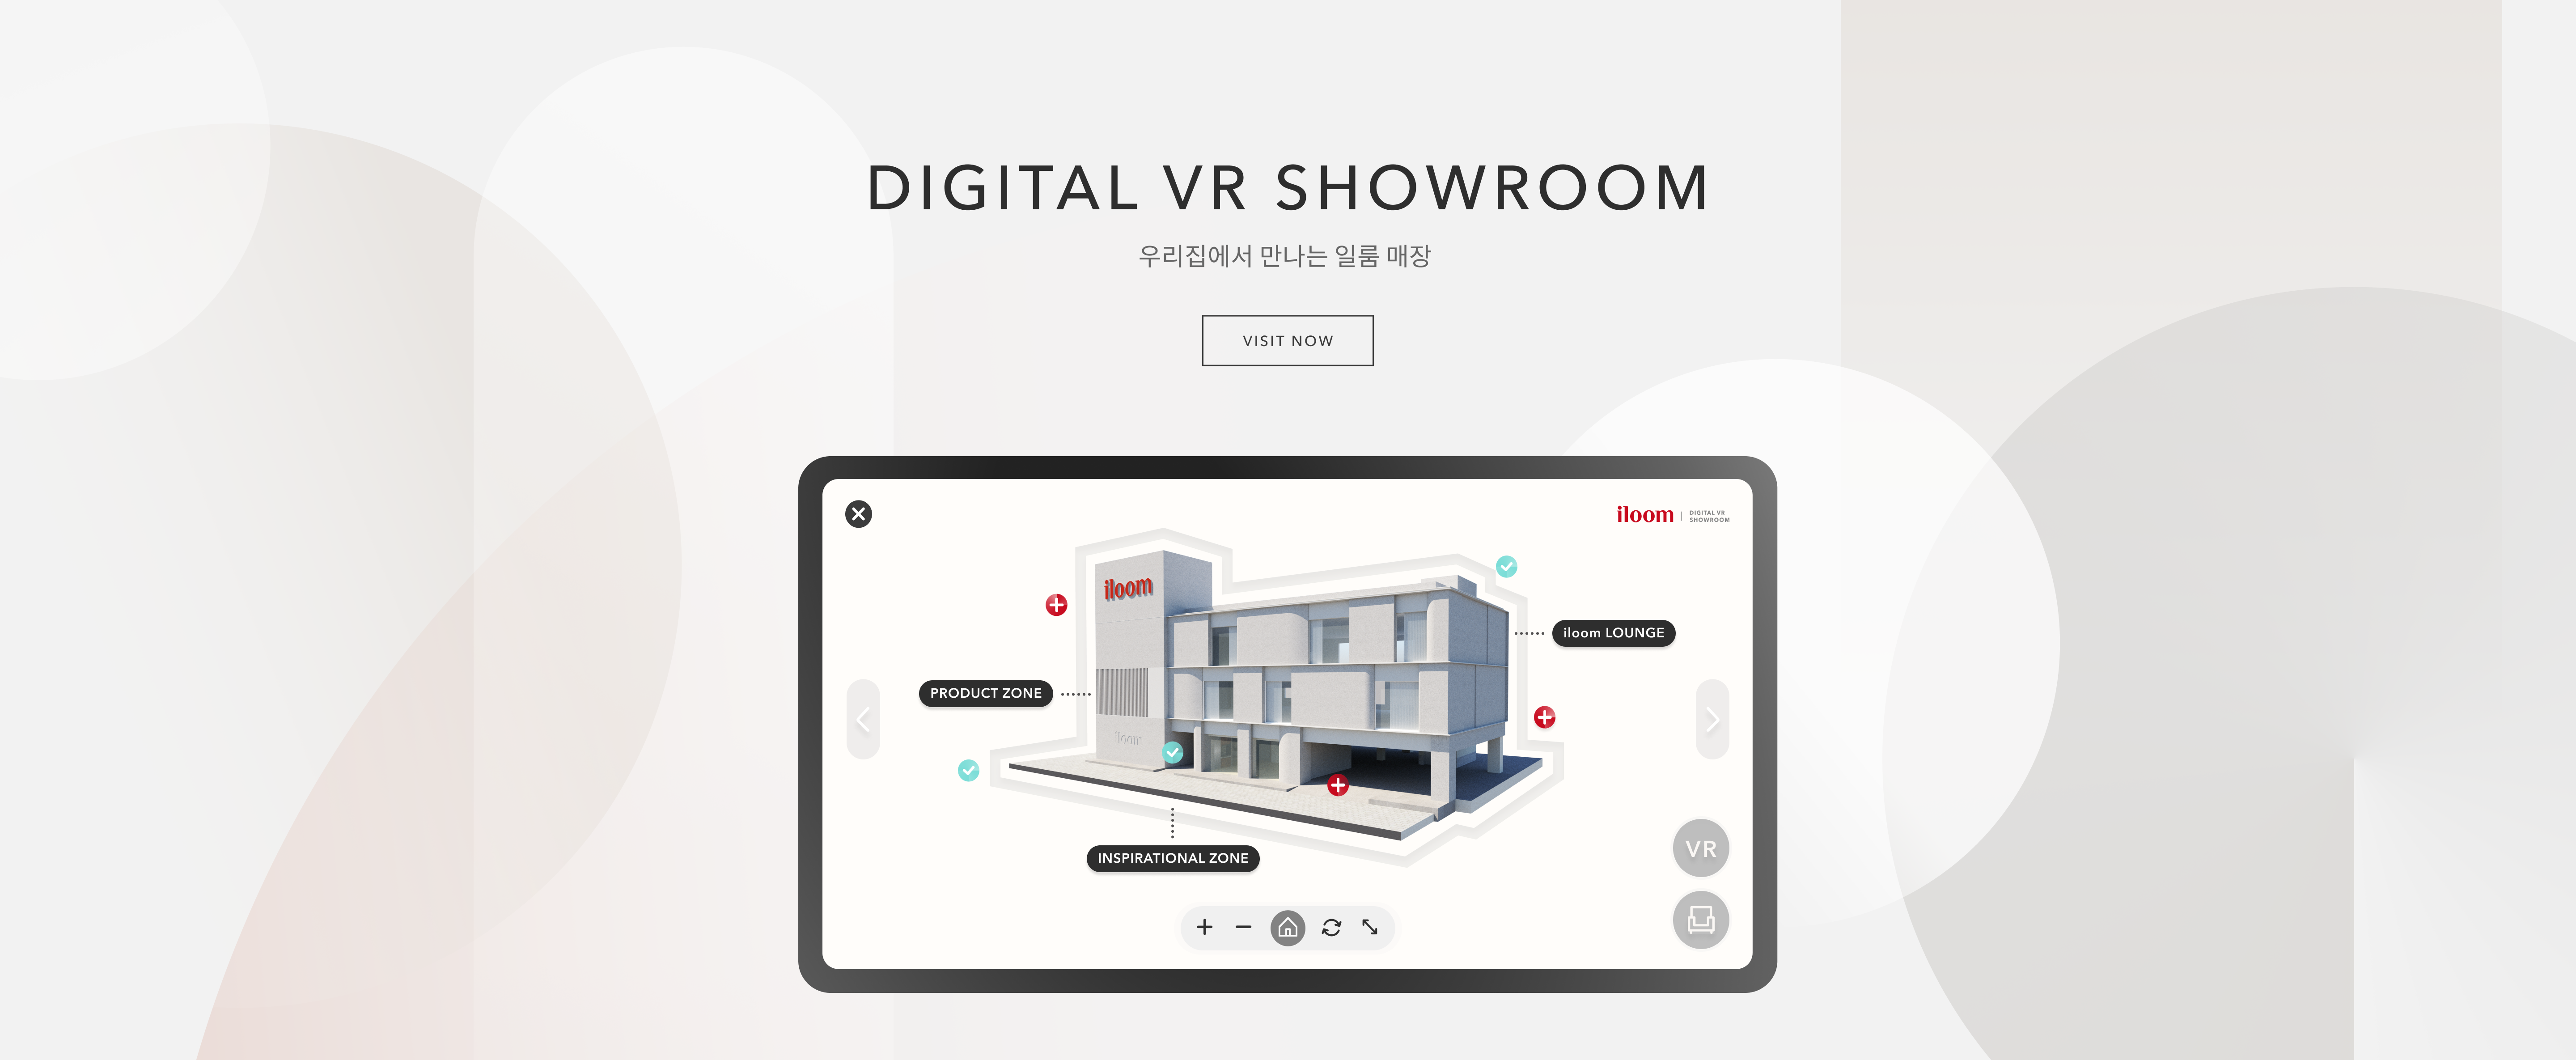 DIGITAL VR SHOWROOM
우리집에서 만나는 일룸 매장
VISIT NOW
iloom | DIGITAL VR
SHOWROOM
iloom
iloom LOUNGE
PRODUCT ZONE
iloom
INSPIRATIONAL ZONE
VR